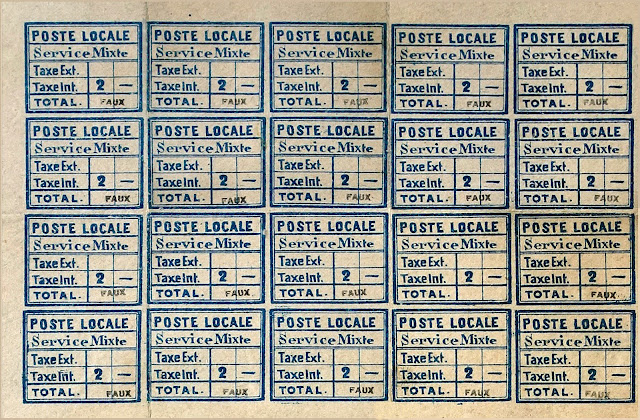 POSTE LOCALE
Service Mixte
Taxe Ext.
Taxe Int. 2 —
TOTAL. FAUX
POSTE LOCALE
Service Mixte
Taxe Ext.
Taxe Int. 2 —
TOTAL. FAUX
POSTE LOCALE
Service Mixte
Taxe Ext.
Taxe Int. 2 —
TOTAL. FAUX
POSTE LOCALE
Service Mixte
Taxe Ext.
Taxe Int. 2 —
TOTAL. FAUX
POSTE LOCALE
Service Mixte
Taxe Ext.
Taxe Int. 2 —
TOTAL. FAUX
POSTE LOCALE
Service Mixte
Taxe Ext.
Taxe Int. 2 —
TOTAL. FAUX
POSTE LOCALE
Service Mixte
Taxe Ext.
Taxe Int. 2 —
TOTAL. FAUX
POSTE LOCALE
Service Mixte
Taxe Ext.
Taxe Int. 2 —
TOTAL. FAUX
POSTE LOCALE
Service Mixte
Taxe Ext.
Taxe Int. 2 —
TOTAL. FAUX
POSTE LOCALE
Service Mixte
Taxe Ext.
Taxe Int. 2 —
TOTAL. FAUX
POSTE LOCALE
Service Mixte
Taxe Ext.
Taxe Int. 2 —
TOTAL. FAUX
POSTE LOCALE
Service Mixte
Taxe Ext.
Taxe Int. 2 —
TOTAL. FAUX
POSTE LOCALE
Service Mixte
Taxe Ext.
Taxe Int. 2 —
TOTAL. FAUX
POSTE LOCALE
Service Mixte
Taxe Ext.
Taxe Int. 2 —
TOTAL. FAUX
POSTE LOCALE
Service Mixte
Taxe Ext.
Taxe Int. 2 —
TOTAL. FAUX
POSTE LOCALE
Service Mixte
Taxe Ext.
Taxe Int. 2 —
TOTAL. FAUX
POSTE LOCALE
Service Mixte
Taxe Ext.
Taxe Int. 2 —
TOTAL. FAUX
POSTE LOCALE
Service Mixte
Taxe Ext.
Taxe Int. 2 —
TOTAL. FAUX
POSTE LOCALE
Service Mixte
Taxe Ext.
Taxe Int. 2 —
TOTAL. FAUX
POSTE LOCALE
Service Mixte
Taxe Ext.
Taxe Int. 2 —
TOTAL. FAUX